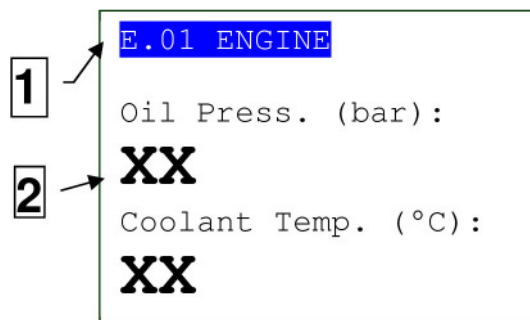 E.01 ENGINE
1
Oil Press. (bar):
XX
2
Coolant Temp. (°C):
XX